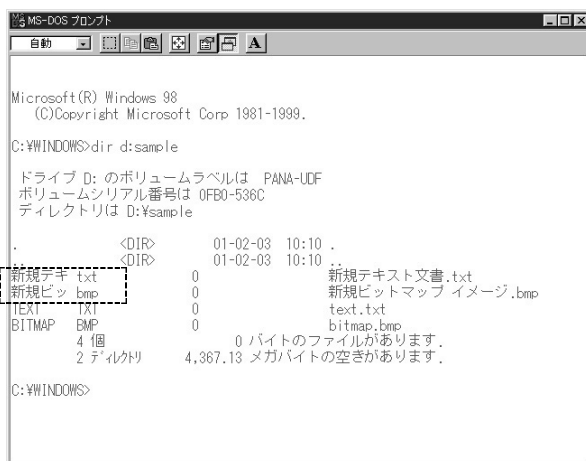 MS-DOS プロンプト
自動
A
Microsoft(R) Windows 98
(C)Copyright Microsoft Corp 1981-1999.
C:¥WINDOWS>dir d:sample
ドライブ D: のボリュームラベルは PANA-UDF
ボリュームシリアル番号は 0FB0-536C
ディレクトリは D:¥sample
. <DIR> 01-02-03 10:10 .
.. <DIR> 01-02-03 10:10 ..
新規テキ txt 0 新規テキスト文書.txt
新規ビッ bmp 0 新規ビットマップ イメージ.bmp
TEXT TXT 0 text.txt
BITMAP BMP 0 bitmap.bmp
4 個 0 バイトのファイルがあります.
2 ディレクトリ 4,367.13 メガバイトの空きがあります.
C:¥WINDOWS>